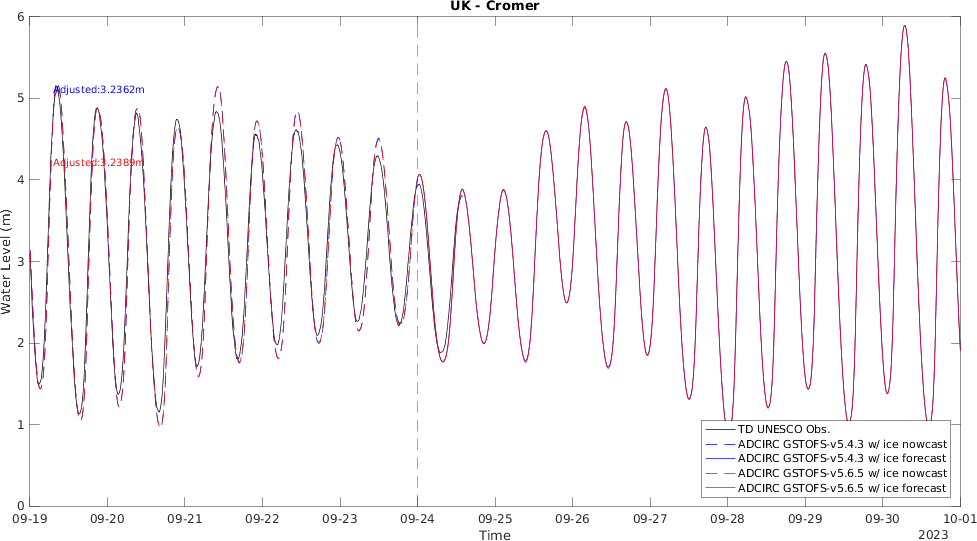 UK - Cromer
6
5
4
3
2
1
0
Water Level (m)
Adjusted:3.2362m
Adjusted:3.2389m
TD UNESCO Obs.
ADCIRC GSTOFS-v5.4.3 w/ ice nowcast
ADCIRC GSTOFS-v5.4.3 w/ ice forecast
ADCIRC GSTOFS-v5.6.5 w/ ice nowcast
ADCIRC GSTOFS-v5.6.5 w/ ice forecast
09-19 09-20 09-21 09-22 09-23 09-24 09-25 09-26 09-27 09-28 09-29 09-30 10-01
Time
2023